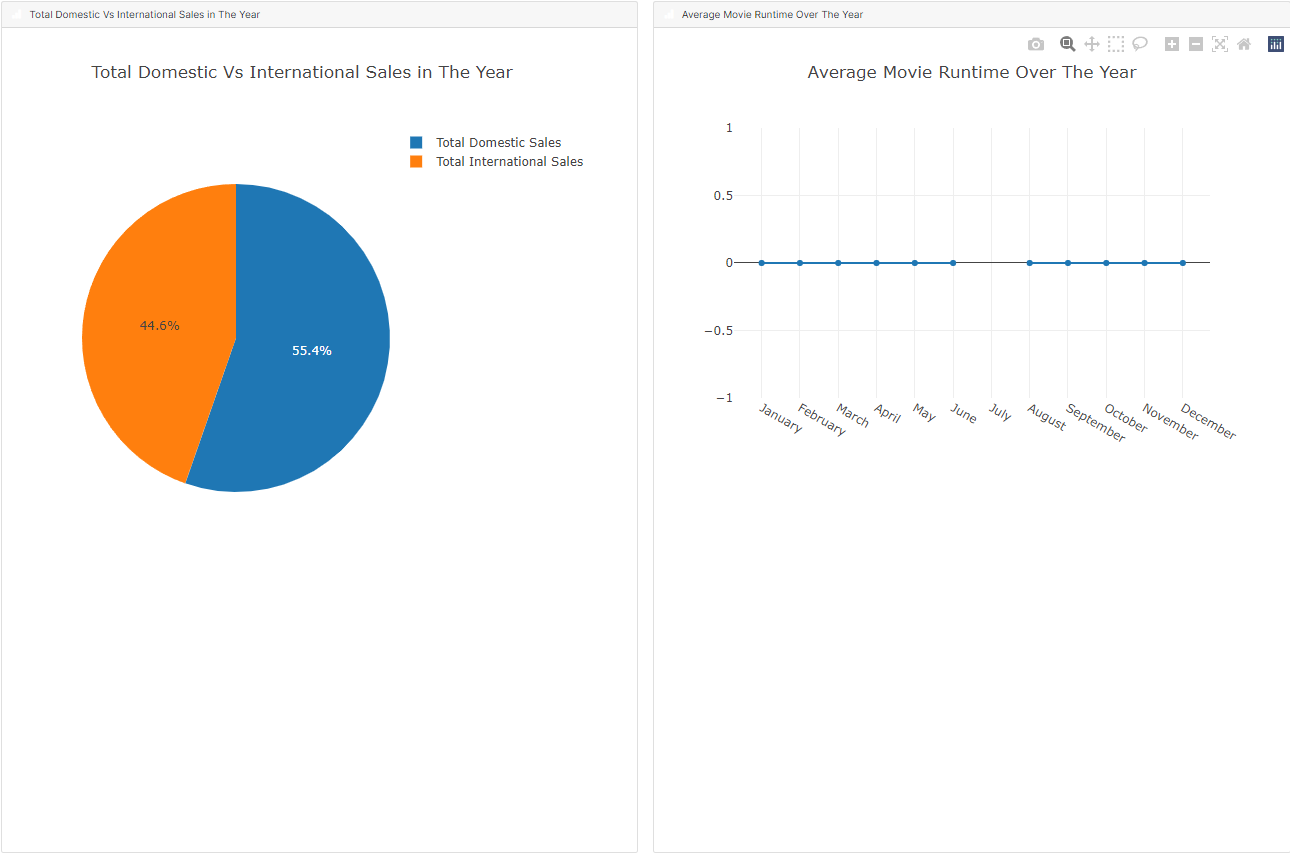 Total Domestic Vs International Sales in The Year
Total Domestic Vs International Sales in The Year
Total Domestic Sales
Total International Sales
44.6%
55.4%
Average Movie Runtime Over The Year
Average Movie Runtime Over The Year
1
0.5
0
−0.5
−1
January
February
March
April
May
June
July
August
September
October
November
December